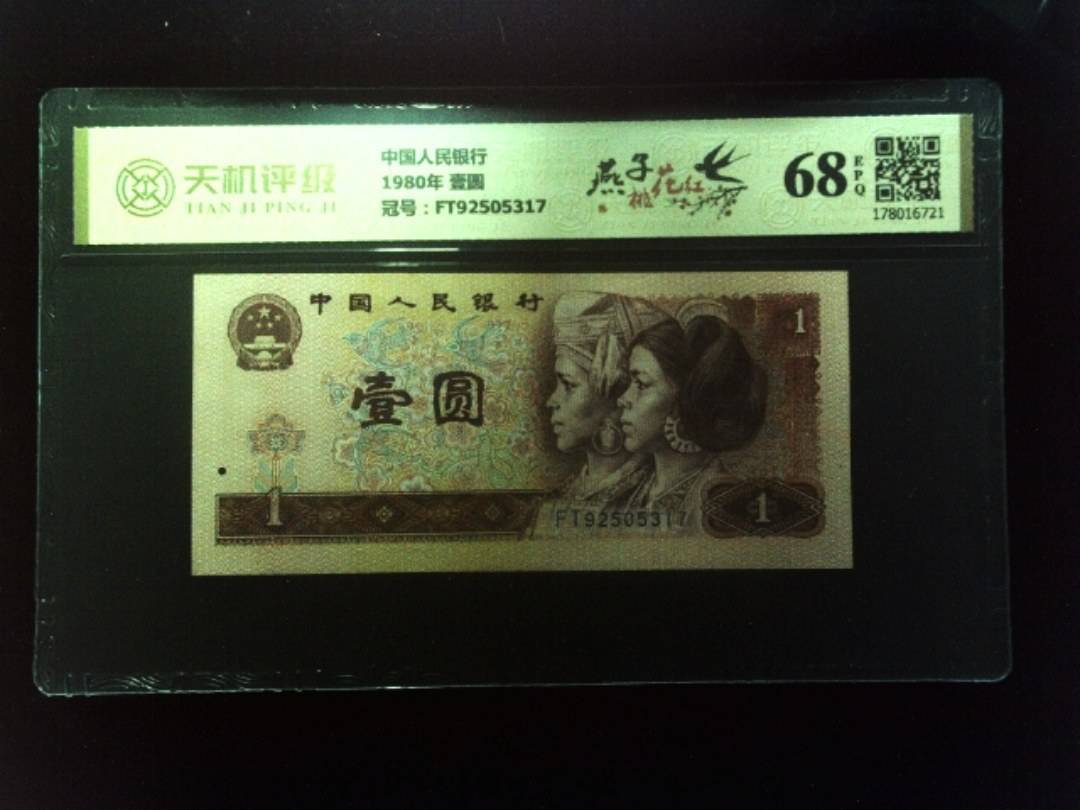 天机评级
TIAN JI PING JI
中国人民银行
1980年 壹圆
冠号：FT92505317
燕子
桃花红
68
EPQ
178016721
中国人民银行
壹圆
1
1
FT92505317
1